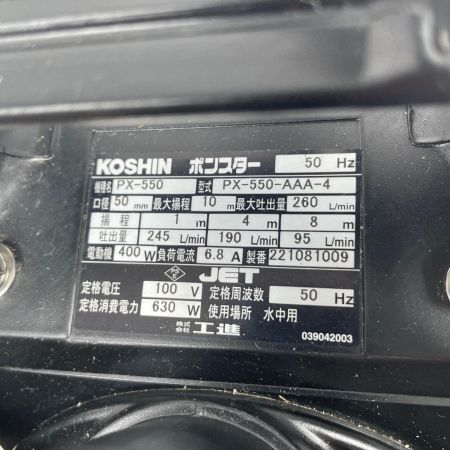 KOSHIN ポンスター 50 Hz
機種名 PX-550 型式 PX-550-AAA-4
口径 50 mm 最大揚程 10 m 最大吐出量 260 L/min
揚程 1 m 4 m 8 m
吐出量 245 L/min 190 L/min 95 L/min
電動機 400 W 負荷電流 6.8 A 製番 221081009
PS E JET
定格電圧 100 V 定格周波数 50 Hz
定格消費電力 630 W 使用場所 水中用
株式会社 工進 039042003